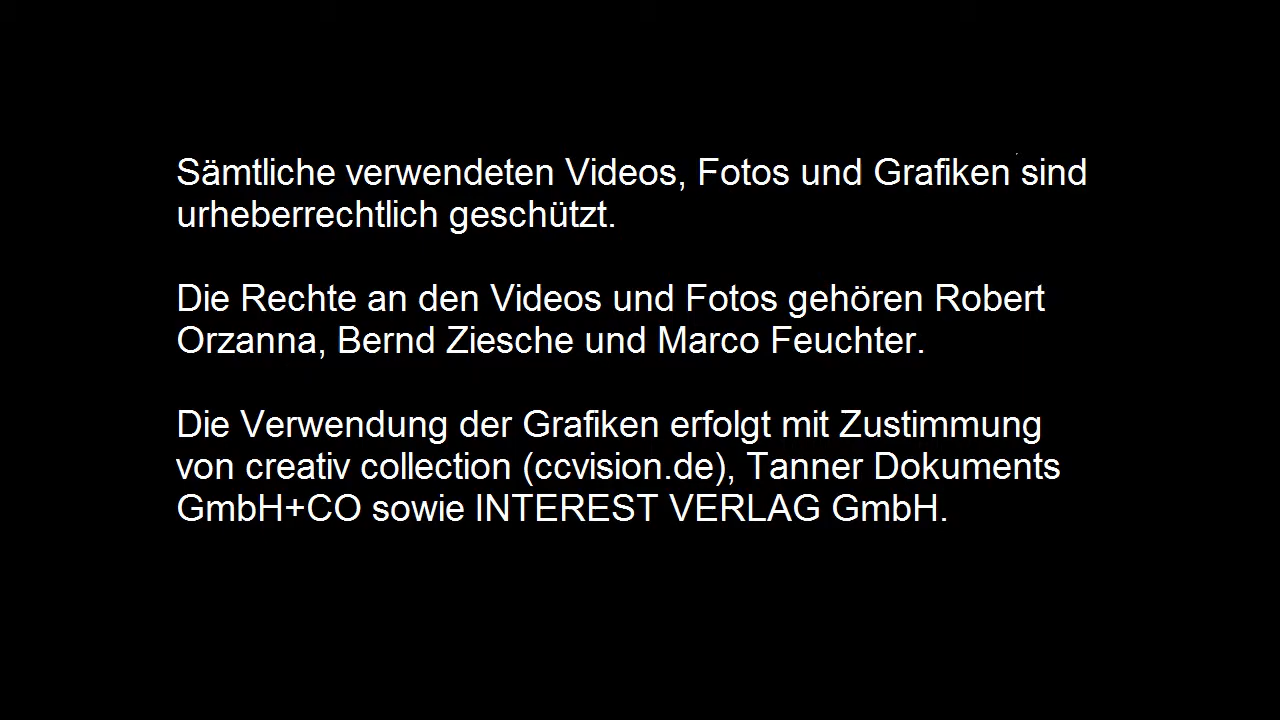 Sämtliche verwendeten Videos, Fotos und Grafiken sind
urheberrechtlich geschützt.
Die Rechte an den Videos und Fotos gehören Robert
Orzanna, Bernd Ziesche und Marco Feuchter.
Die Verwendung der Grafiken erfolgt mit Zustimmung
von creativ collection (ccvision.de), Tanner Dokuments
GmbH+CO sowie INTEREST VERLAG GmbH.